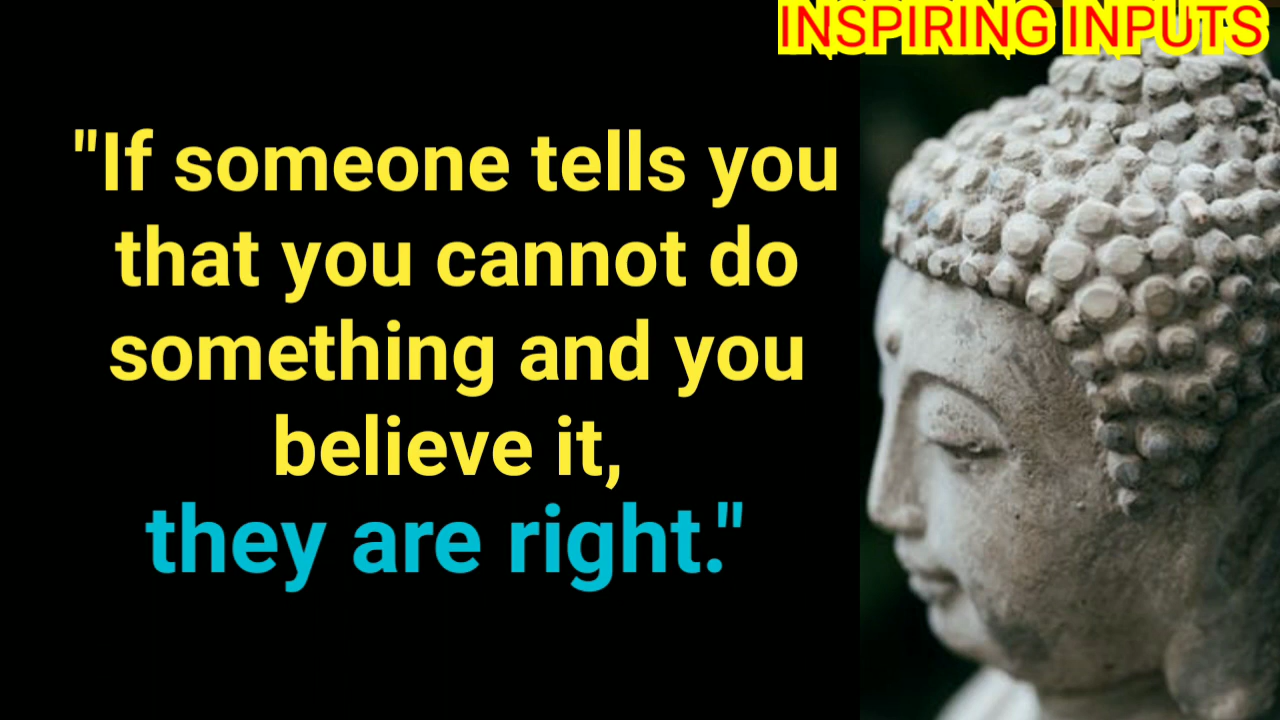 INSPIRING INPUTS
"If someone tells you
that you cannot do
something and you
believe it,
they are right."